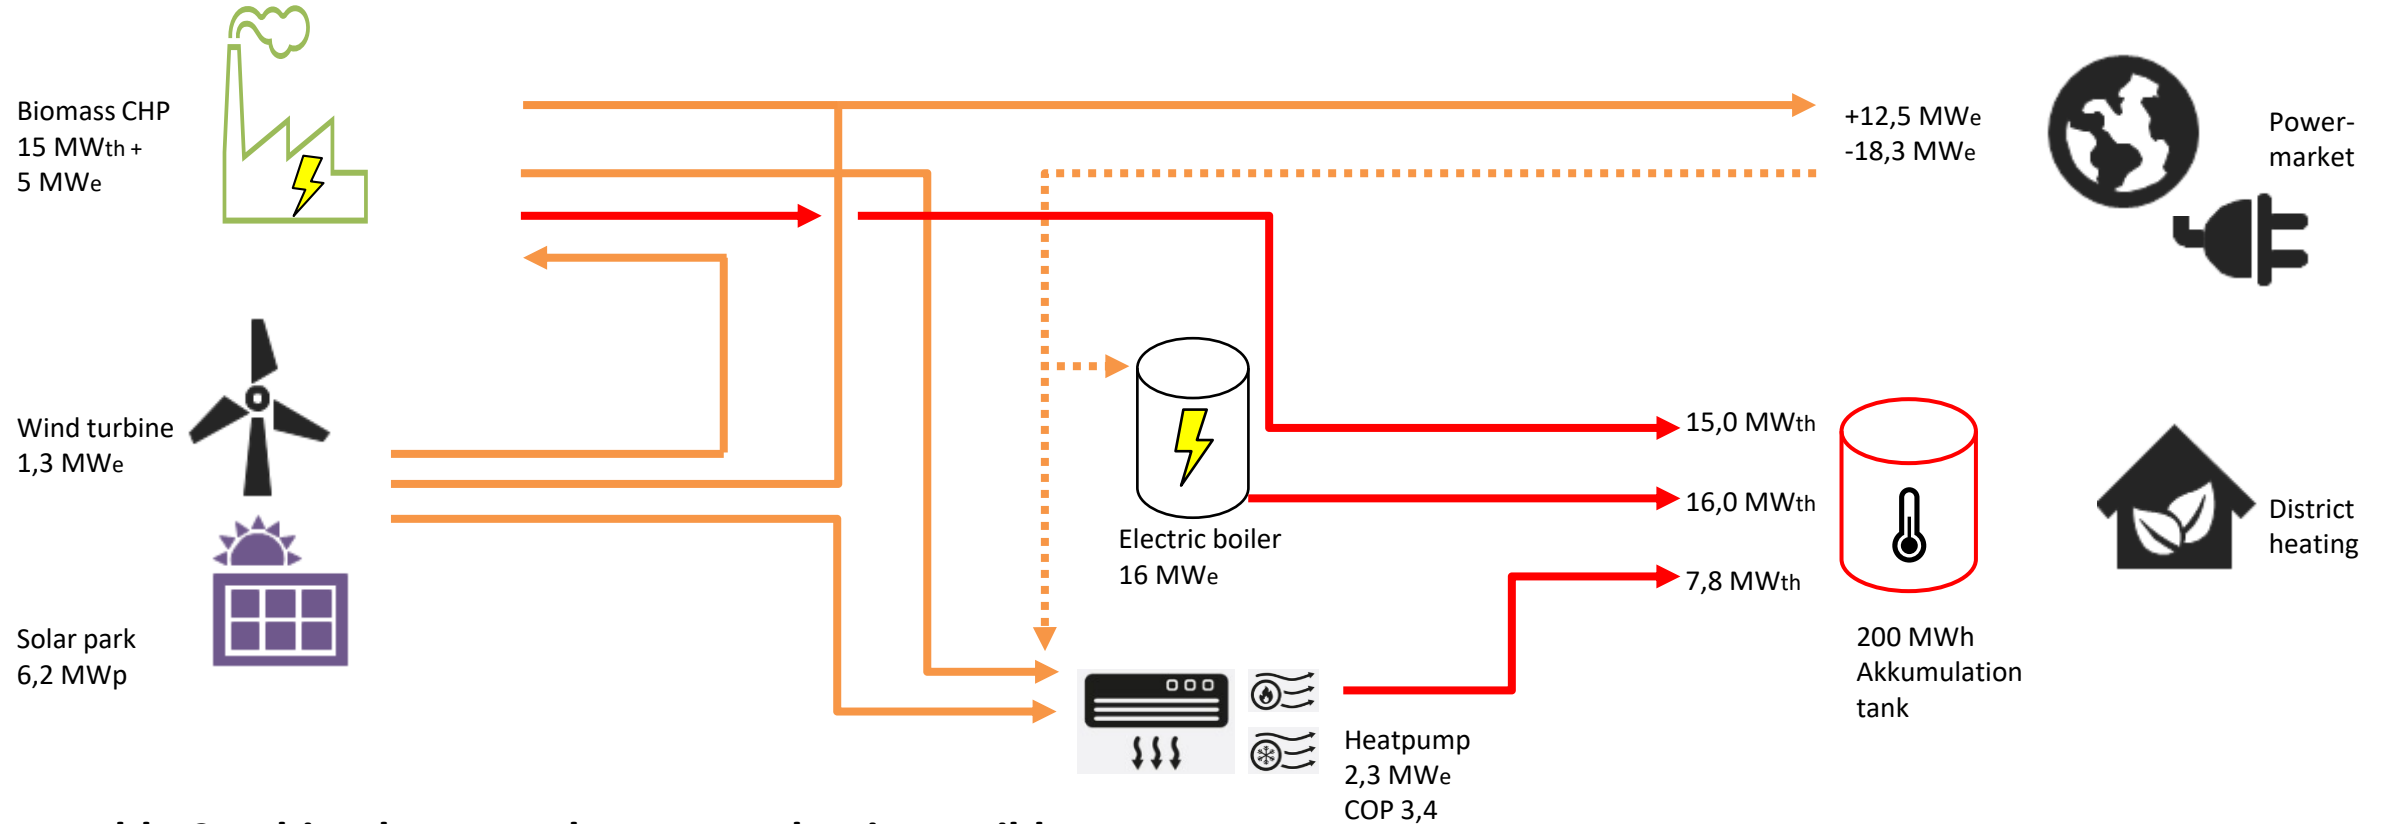 Biomass CHP
15 MWth +
5 MWe
+12,5 MWe
-18,3 MWe
Power-
market
Wind turbine
1,3 MWe
Electric boiler
16 MWe
15,0 MWth
16,0 MWth
7,8 MWth
District
heating
Solar park
6,2 MWp
200 MWh
Akkumulation
tank
Heatpump
2,3 MWe
COP 3,4